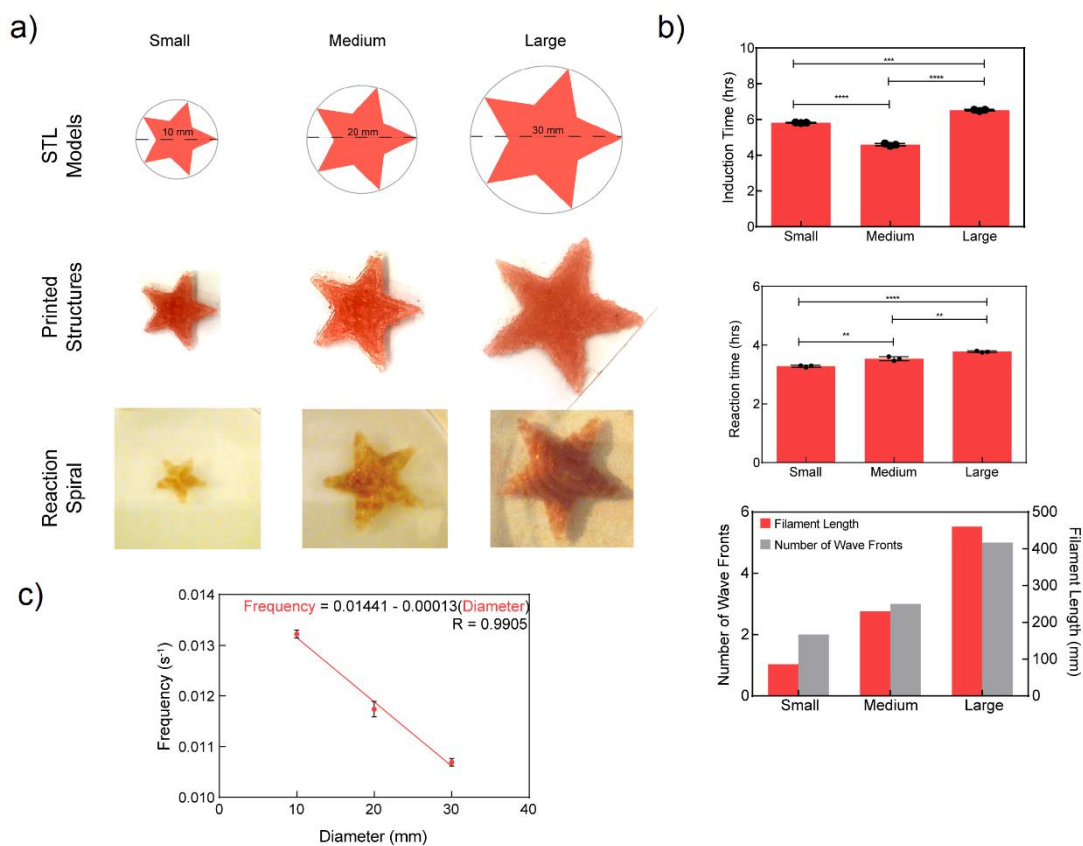 a)
Small Medium Large
STL
Models
10 mm
20 mm
30 mm
Printed
Structures
Reaction
Spiral
b)
10
8
6
4
2
0
Induction Time (hrs)
***
****
****
Small Medium Large
6
4
2
0
Reaction time (hrs)
****
**
**
Small Medium Large
6
4
2
0
Number of Wave Fronts
Filament Length
Number of Wave Fronts
500
400
300
200
100
0
Filament Length
(mm)
Small Medium Large
c)
0.014
0.013
0.012
0.011
0.010
Frequency (s⁻¹)
Frequency = 0.01441 - 0.00013(Diameter)
R = 0.9905
0 10 20 30 40
Diameter (mm)